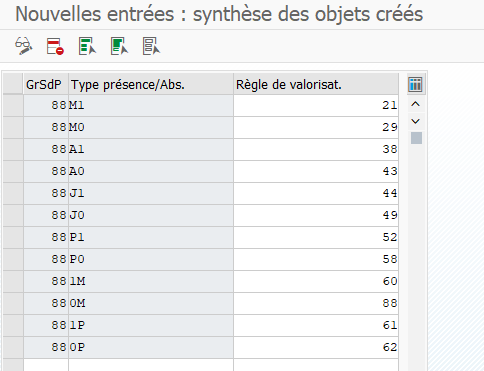 Nouvelles entrées : synthèse des objets créés
GrSdP Type présence/Abs. Règle de valorisat.
88 M1 21
88 M0 29
88 A1 38
88 A0 43
88 J1 44
88 J0 49
88 P1 52
88 P0 58
88 1M 60
88 0M 88
88 1P 61
88 0P 62